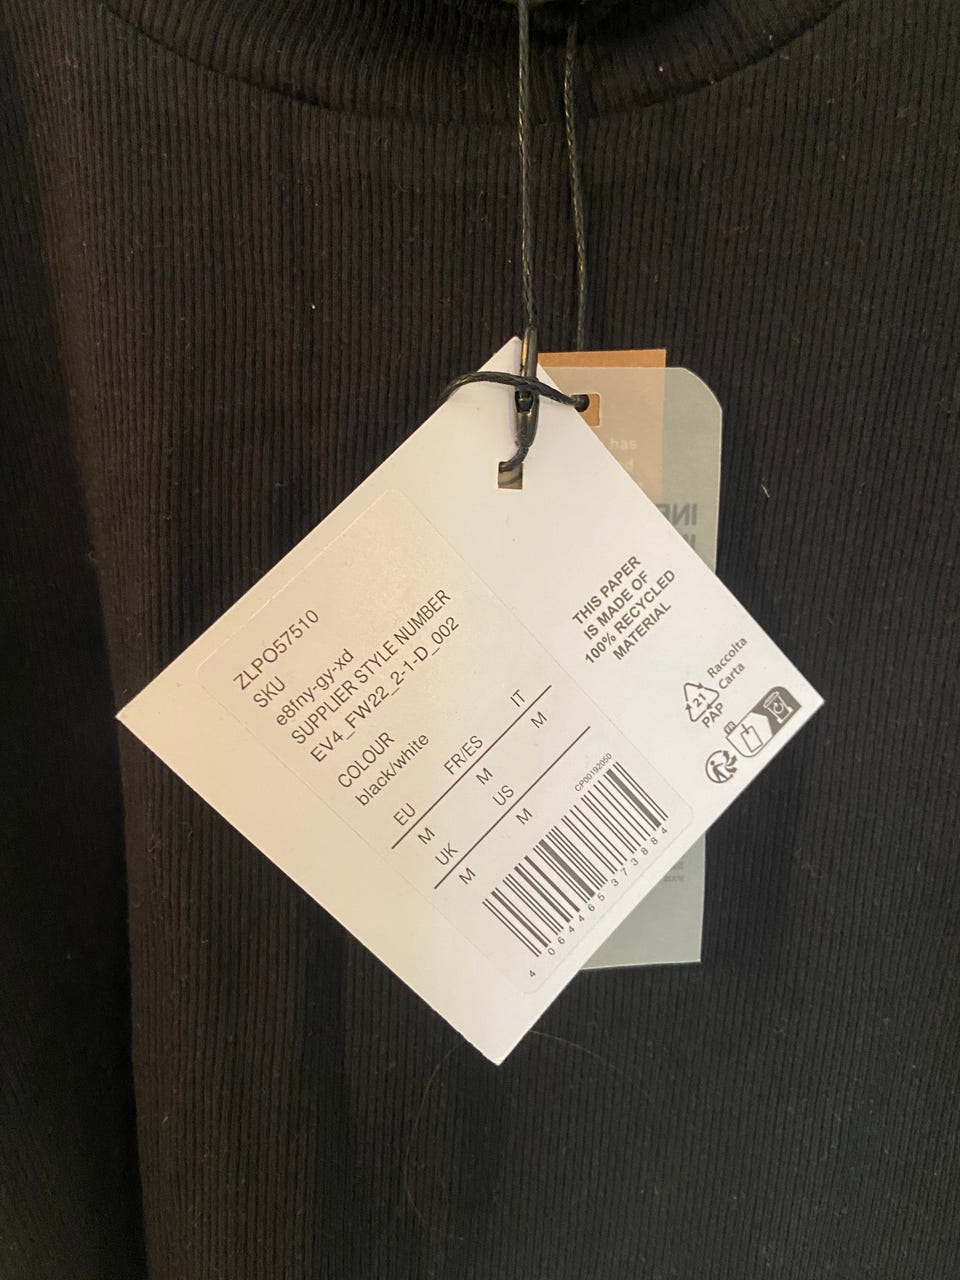 ZLPO57510
SKU
e8fny-gy-xd
SUPPLIER STYLE NUMBER
EV4_FW22_2-1-D_002
COLOUR
black/white
EU FR/ES IT
M M M
UK US
M M
CP00192050
4 064465 373884
THIS PAPER
IS MADE OF
100% RECYCLED
MATERIAL
21
PAP
Raccolta
Carta
has